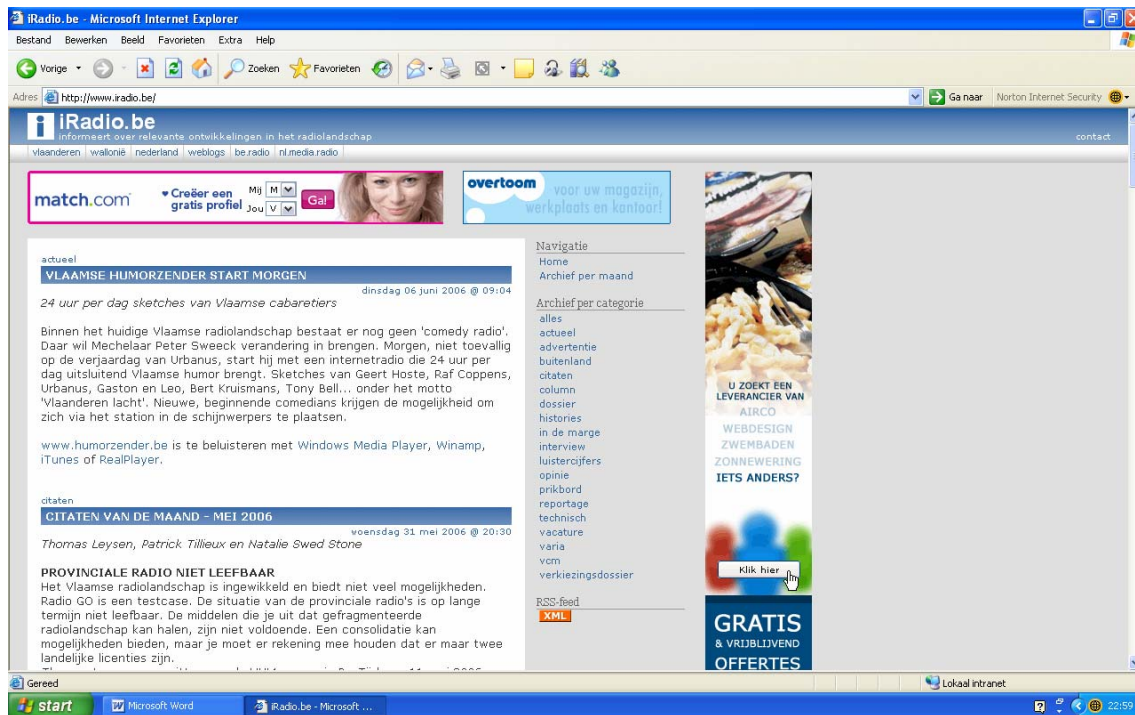 iRadio.be - Microsoft Internet Explorer
Bestand Bewerken Beeld Favorieten Extra Help
Vorige Zoeken Favorieten
Adres http://www.iradio.be/ Ga naar Norton Internet Security
iRadio.be
informeert over relevante ontwikkelingen in het radiolandschap
contact
vlaanderen wallonië nederland weblogs be.radio nl.media.radio
match.com
♥ Creëer een
gratis profiel
Mij M
Jou V
Ga!
overtoom
voor uw magazijn,
werkplaats en kantoor!
actueel
VLAAMSE HUMORZENDER START MORGEN
dinsdag 06 juni 2006 @ 09:04
24 uur per dag sketches van Vlaamse cabaretiers
Binnen het huidige Vlaamse radiolandschap bestaat er nog geen 'comedy radio'.
Daar wil Mechelaar Peter Sweeck verandering in brengen. Morgen, niet toevallig
op de verjaardag van Urbanus, start hij met een internetradio die 24 uur per
dag uitsluitend Vlaamse humor brengt. Sketches van Geert Hoste, Raf Coppens,
Urbanus, Gaston en Leo, Bert Kruismans, Tony Bell... onder het motto
'Vlaanderen lacht'. Nieuwe, beginnende comedians krijgen de mogelijkheid om
zich via het station in de schijnwerpers te plaatsen.
www.humorzender.be is te beluisteren met Windows Media Player, Winamp,
iTunes of RealPlayer.
citaten
CITATEN VAN DE MAAND - MEI 2006
woensdag 31 mei 2006 @ 20:30
Thomas Leysen, Patrick Tillieux en Natalie Swed Stone
PROVINCIALE RADIO NIET LEEFBAAR
Het Vlaamse radiolandschap is ingewikkeld en biedt niet veel mogelijkheden.
Radio GO is een testcase. De situatie van de provinciale radio's is op lange
termijn niet leefbaar. De middelen die je uit dat gefragmenteerde
radiolandschap kan halen, zijn niet voldoende. Een consolidatie kan
mogelijkheden bieden, maar je moet er rekening mee houden dat er maar twee
landelijke licenties zijn.
Navigatie
Home
Archief per maand
Archief per categorie
alles
actueel
advertentie
buitenland
citaten
column
dossier
histories
in de marge
interview
luistercijfers
opinie
prikbord
reportage
technisch
vacature
varia
vcm
verkiezingsdossier
RSS-feed
XML
U ZOEKT EEN
LEVERANCIER VAN
AIRCO
WEBDESIGN
ZWEMBADEN
ZONNEWERING
IETS ANDERS?
Klik hier
GRATIS
& VRIJBLIJVEND
OFFERTES
Gereed Lokaal intranet
start Microsoft Word iRadio.be - Microsoft ... 22:59